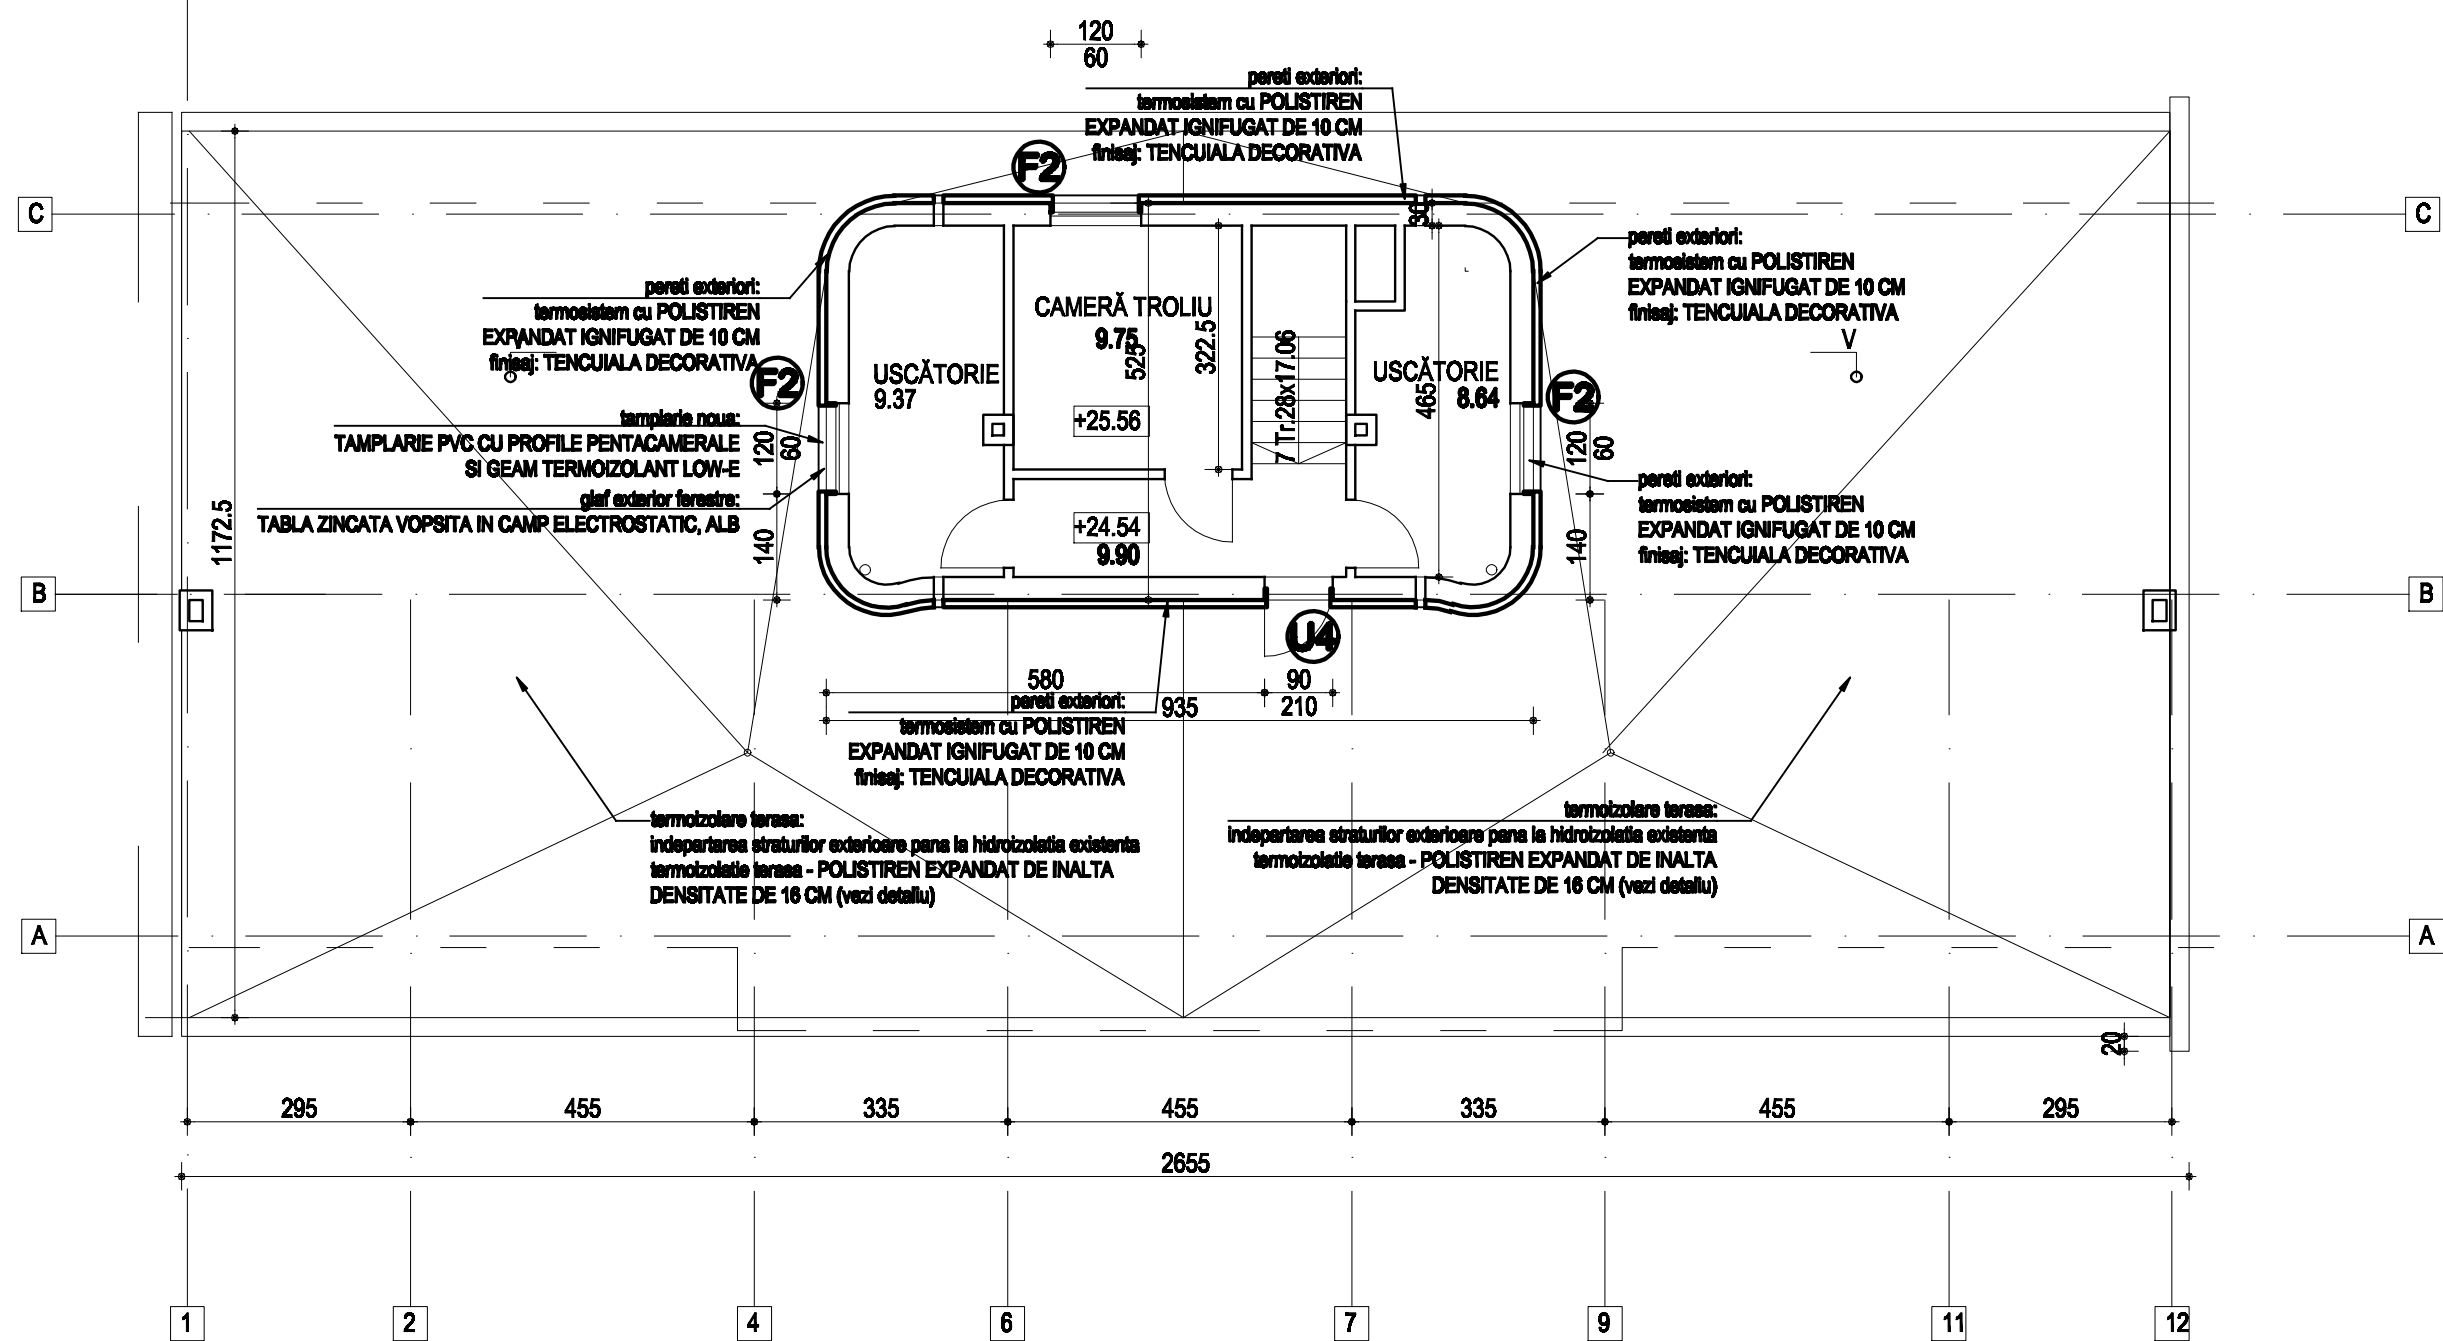 120
60
pereti exteriori:
termosistem cu POLISTIREN
EXPANDAT IGNIFUGAT DE 10 CM
finisaj: TENCUIALA DECORATIVA
F2
C
C
30
pereti exteriori:
termosistem cu POLISTIREN
EXPANDAT IGNIFUGAT DE 10 CM
finisaj: TENCUIALA DECORATIVA
pereti exteriori:
termosistem cu POLISTIREN
EXPANDAT IGNIFUGAT DE 10 CM
finisaj: TENCUIALA DECORATIVA
V
V
CAMERĂ TROLIU
9.75
525
322.5
7 Tr.28x17.06
USCĂTORIE
9.37
USCĂTORIE
8.64
465
F2
F2
+25.56
tamplarie noua:
TAMPLARIE PVC CU PROFILE PENTACAMERALE
SI GEAM TERMOIZOLANT LOW-E
glaf exterior ferestre:
TABLA ZINCATA VOPSITA IN CAMP ELECTROSTATIC, ALB
120
60
140
120
60
140
pereti exteriori:
termosistem cu POLISTIREN
EXPANDAT IGNIFUGAT DE 10 CM
finisaj: TENCUIALA DECORATIVA
1172.5
+24.54
9.90
B
B
U4
580
90
210
935
pereti exteriori:
termosistem cu POLISTIREN
EXPANDAT IGNIFUGAT DE 10 CM
finisaj: TENCUIALA DECORATIVA
termoizolare terasa:
indepartarea straturilor exterioare pana la hidroizolatia existenta
termoizolatie terasa - POLISTIREN EXPANDAT DE INALTA
DENSITATE DE 16 CM (vezi detaliu)
termoizolare terasa:
indepartarea straturilor exterioare pana la hidroizolatia existenta
termoizolatie terasa - POLISTIREN EXPANDAT DE INALTA
DENSITATE DE 16 CM (vezi detaliu)
A
A
20
295
455
335
455
335
455
295
2655
1
2
4
6
7
9
11
12